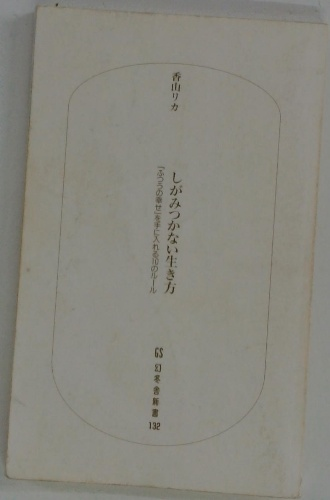 香山リカ
しがみつかない生き方
「ふつうの幸せ」を手に入れる10のルール
GS
幻冬舎新書
132